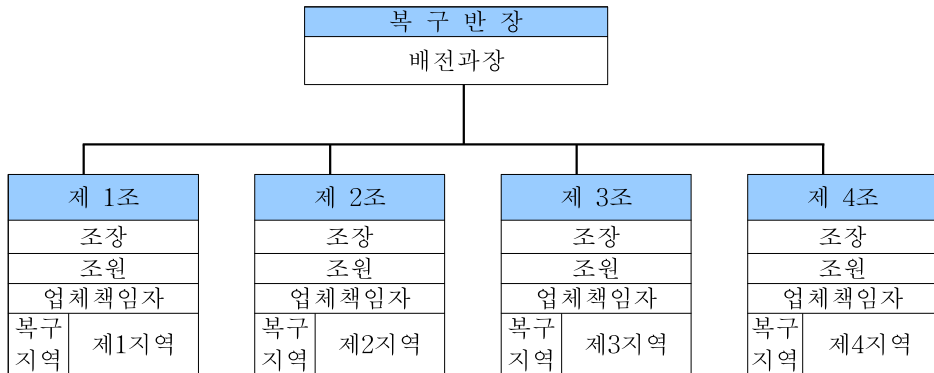 복 구 반 장
배전과장
제 1조
조장
조원
업체책임자
복구
지역
제1지역
제 2조
조장
조원
업체책임자
복구
지역
제2지역
제 3조
조장
조원
업체책임자
복구
지역
제3지역
제 4조
조장
조원
업체책임자
복구
지역
제4지역